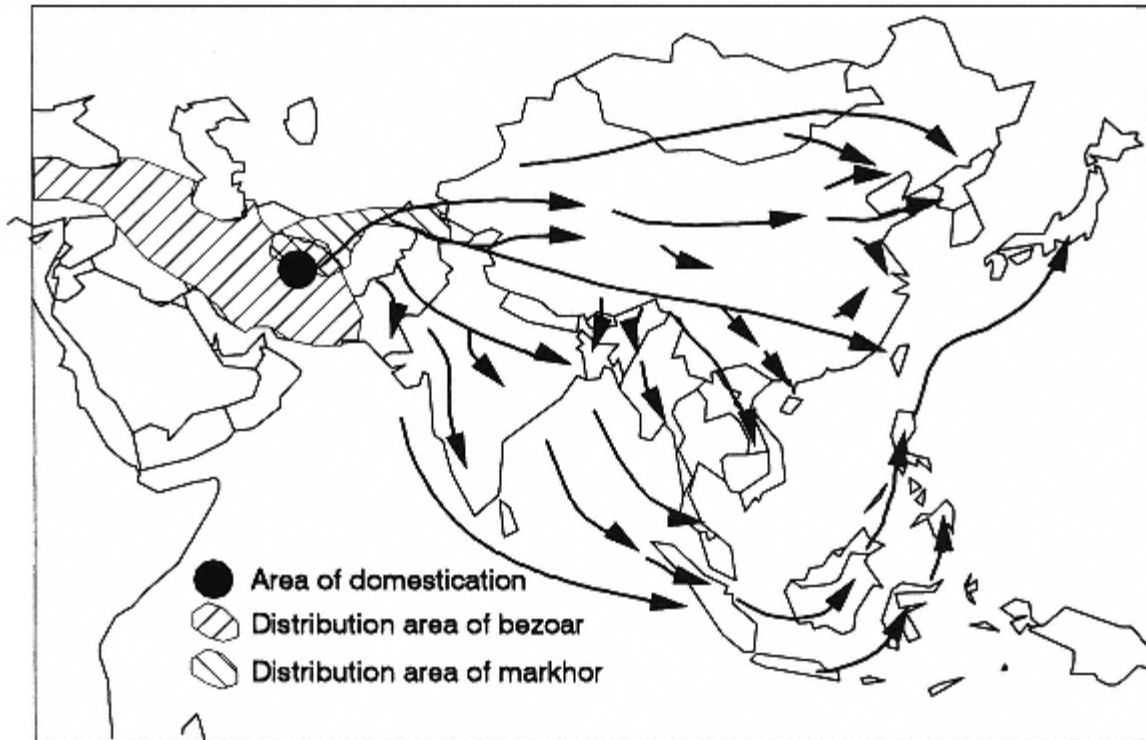 Area of domestication
Distribution area of bezoar
Distribution area of markhor